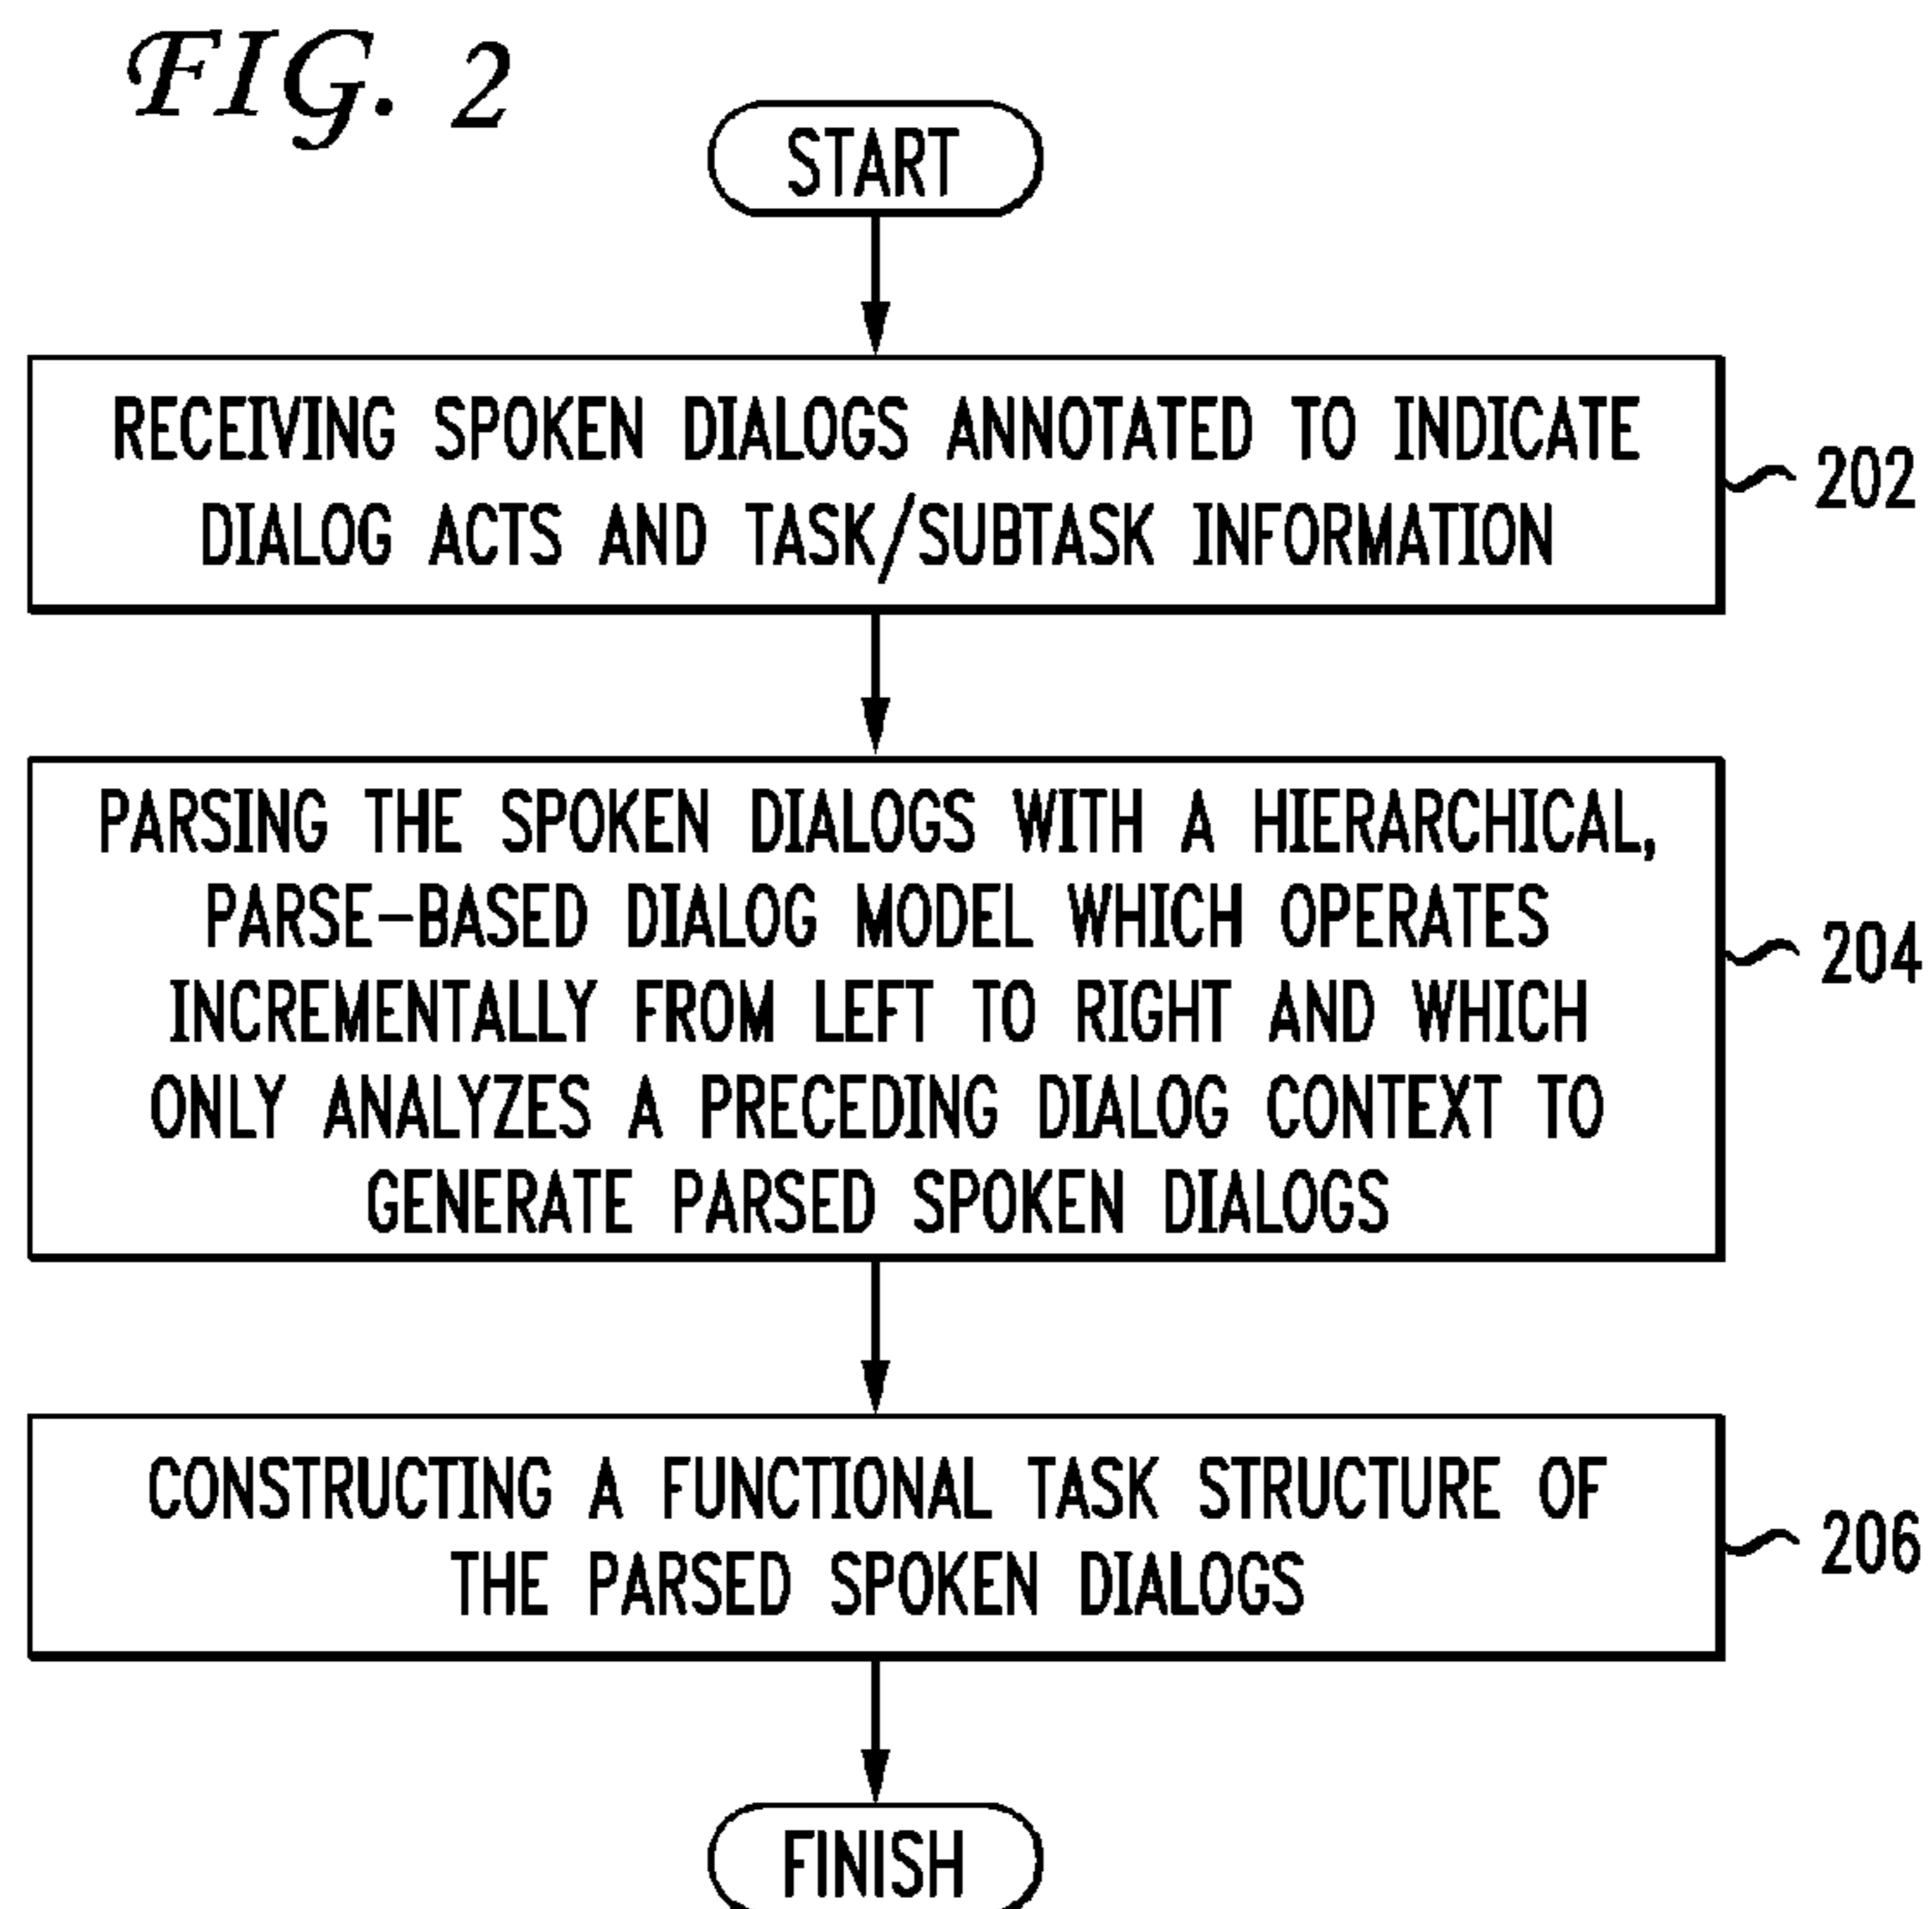 FIG. 2
START
RECEIVING SPOKEN DIALOGS ANNOTATED TO INDICATE
DIALOG ACTS AND TASK/SUBTASK INFORMATION
202
PARSING THE SPOKEN DIALOGS WITH A HIERARCHICAL,
PARSE-BASED DIALOG MODEL WHICH OPERATES
INCREMENTALLY FROM LEFT TO RIGHT AND WHICH
ONLY ANALYZES A PRECEDING DIALOG CONTEXT TO
GENERATE PARSED SPOKEN DIALOGS
204
CONSTRUCTING A FUNCTIONAL TASK STRUCTURE OF
THE PARSED SPOKEN DIALOGS
206
FINISH